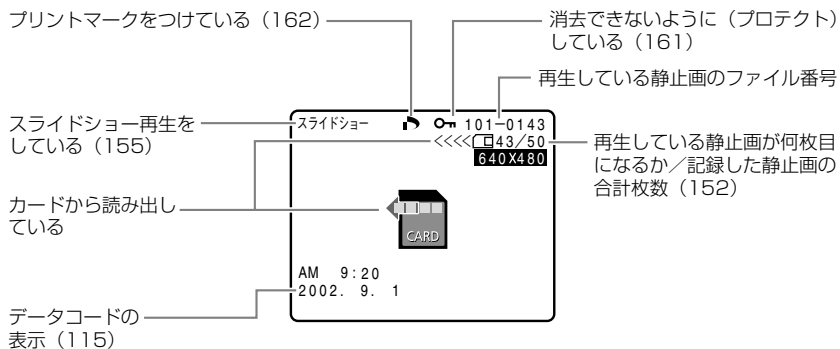 プリントマークをつけている（162）
消去できないように（プロテクト）
している（161）
再生している静止画のファイル番号
スライドショー再生を
している（155）
スライドショー
101-0143
<<<<
43/50
640X480
再生している静止画が何枚目
になるか／記録した静止画の
合計枚数（152）
カードから読み出し
ている
CARD
AM 9:20
2002. 9. 1
データコードの
表示（115）